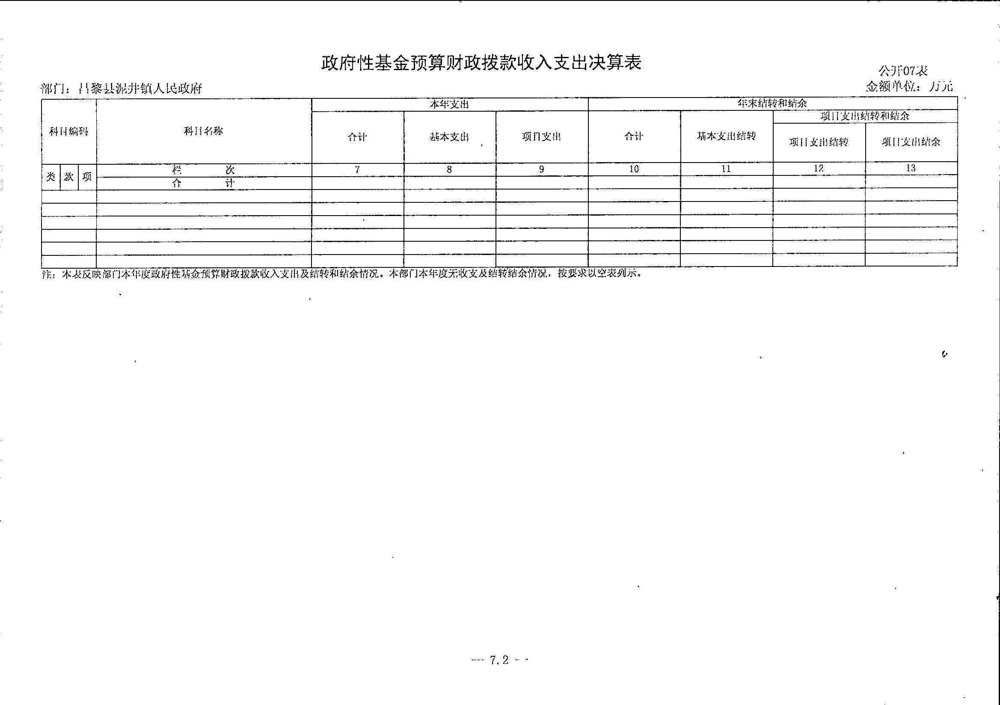 政府性基金预算财政拨款收入支出决算表
公开07表
部门：昌黎县泥井镇人民政府 金额单位：万元
科目编码 科目名称 本年支出 年末结转和结余
合计 基本支出 项目支出 合计 基本支出结转 项目支出结转和结余
项目支出结转 项目支出结余
类 款 项 栏 次 7 8 9 10 11 12 13
合 计
注：本表反映部门本年度政府性基金预算财政拨款收入支出及结转和结余情况。本部门本年度无收支及结转结余情况，按要求以空表列示。
— 7.2 --